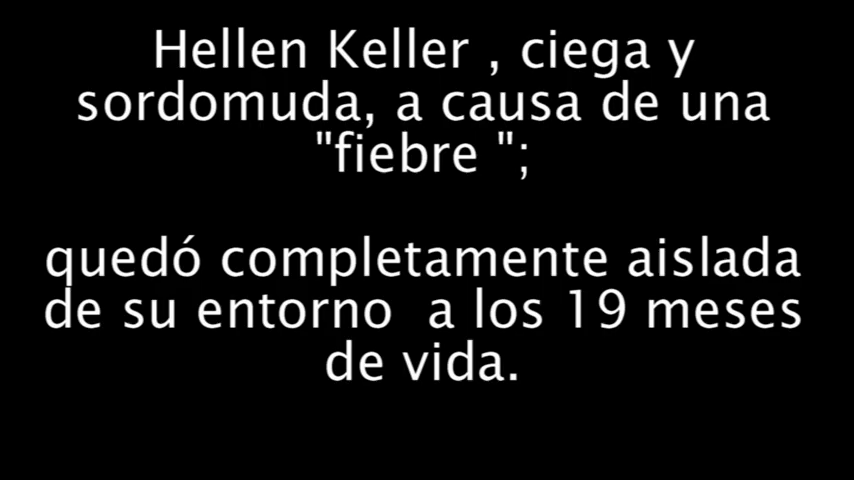 Hellen Keller , ciega y
sordomuda, a causa de una
"fiebre ";
quedó completamente aislada
de su entorno  a los 19 meses
de vida.